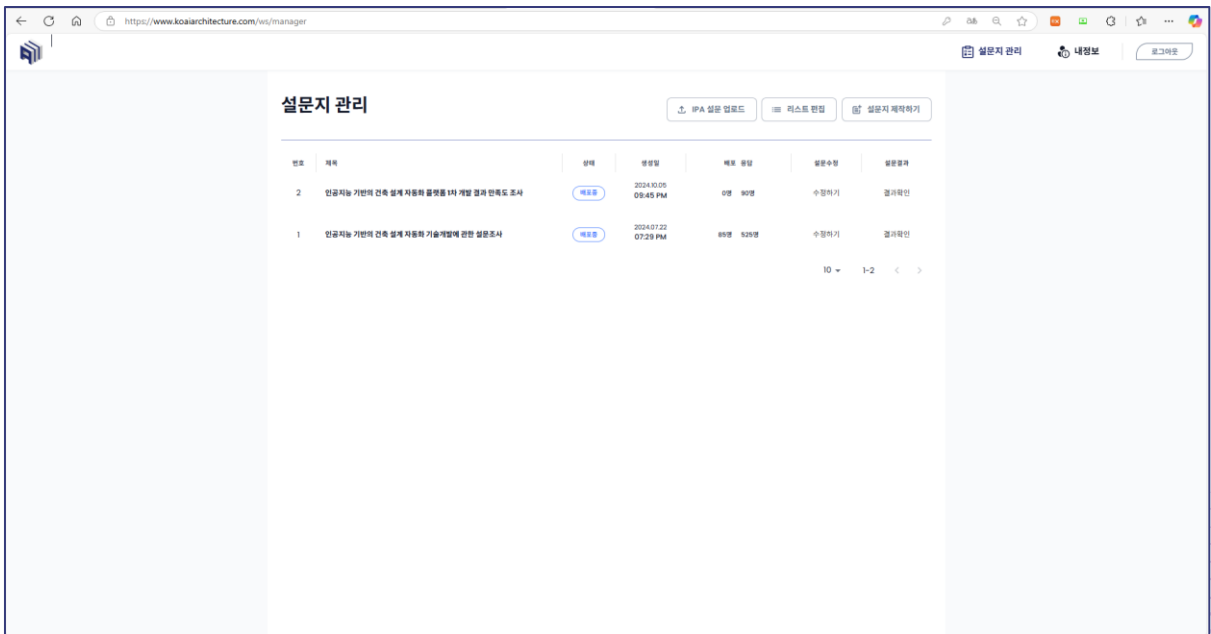 https://www.koaiarchitecture.com/ws/manager
설문지 관리 내정보 로그아웃
설문지 관리
IPA 설문 업로드 리스트 편집 설문지 제작하기
번호 제목 상태 생성일 배포 응답 설문수정 설문결과
2 인공지능 기반의 건축 설계 자동화 플랫폼 1차 개발 결과 만족도 조사 배포중 2024.10.05 09:45 PM 0명 90명 수정하기 결과확인
1 인공지능 기반의 건축 설계 자동화 기술개발에 관한 설문조사 배포중 2024.07.22 07:29 PM 85명 525명 수정하기 결과확인
10 1-2